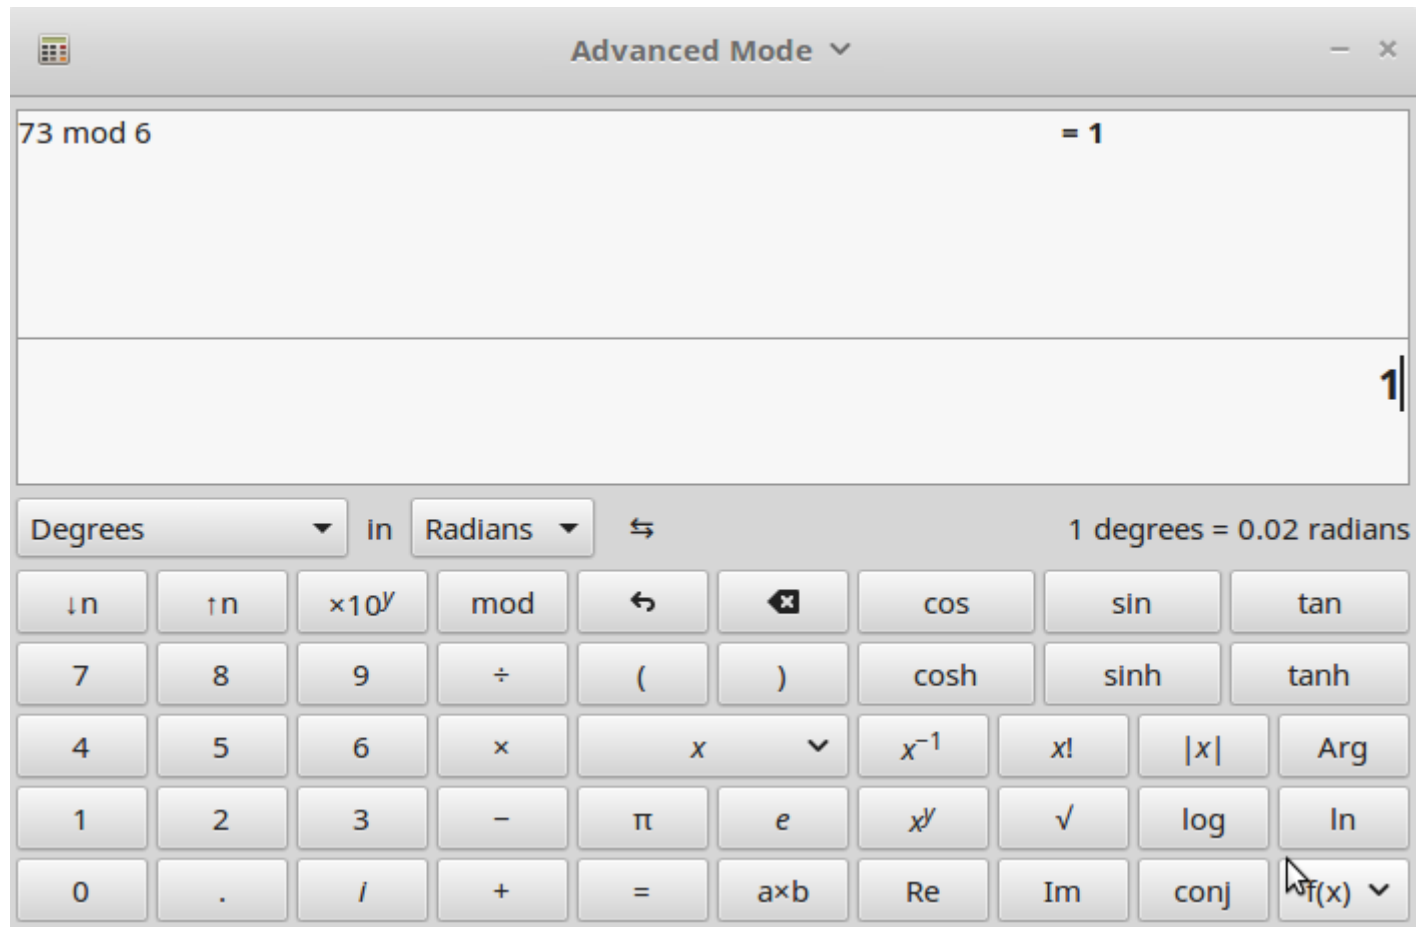 Advanced Mode
73 mod 6 = 1
1
Degrees in Radians ⇆ 1 degrees = 0.02 radians
↓n ↑n ×10ʸ mod cos sin tan
7 8 9 ÷ ( ) cosh sinh tanh
4 5 6 × x x⁻¹ x! |x| Arg
1 2 3 − π e xʸ √ log ln
0 . i + = a×b Re Im conj f(x)